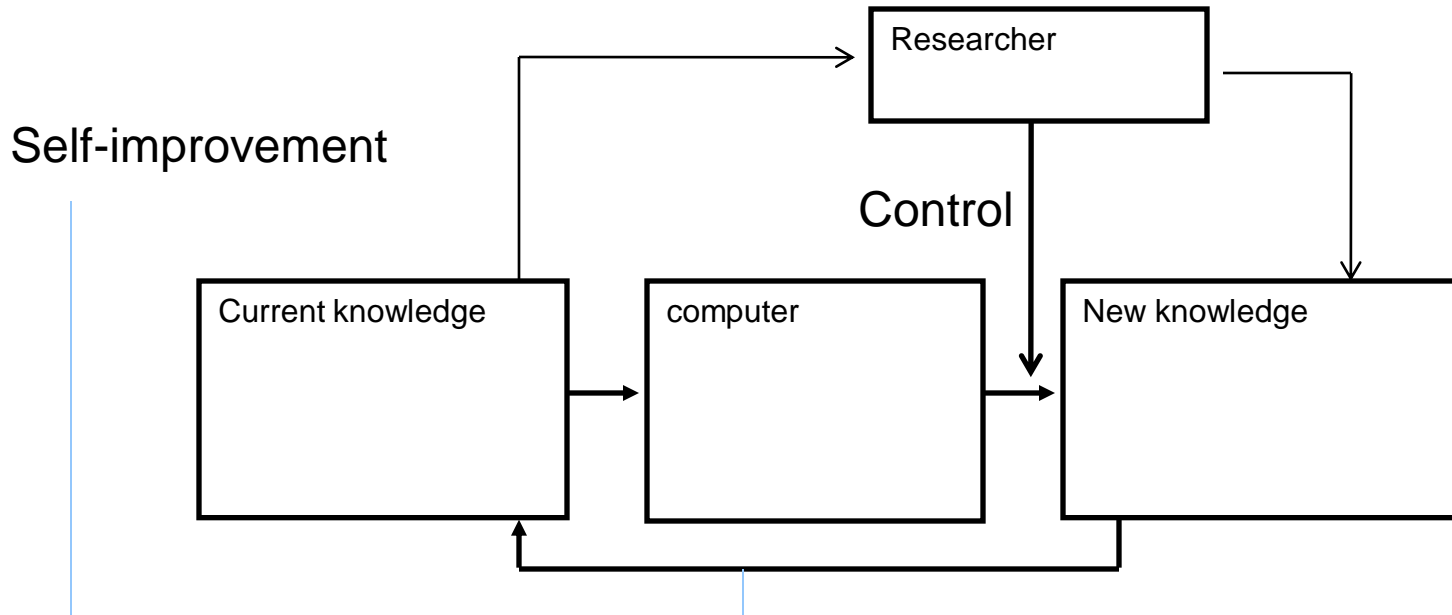 Researcher
Self-improvement
Control
Current knowledge
computer
New knowledge